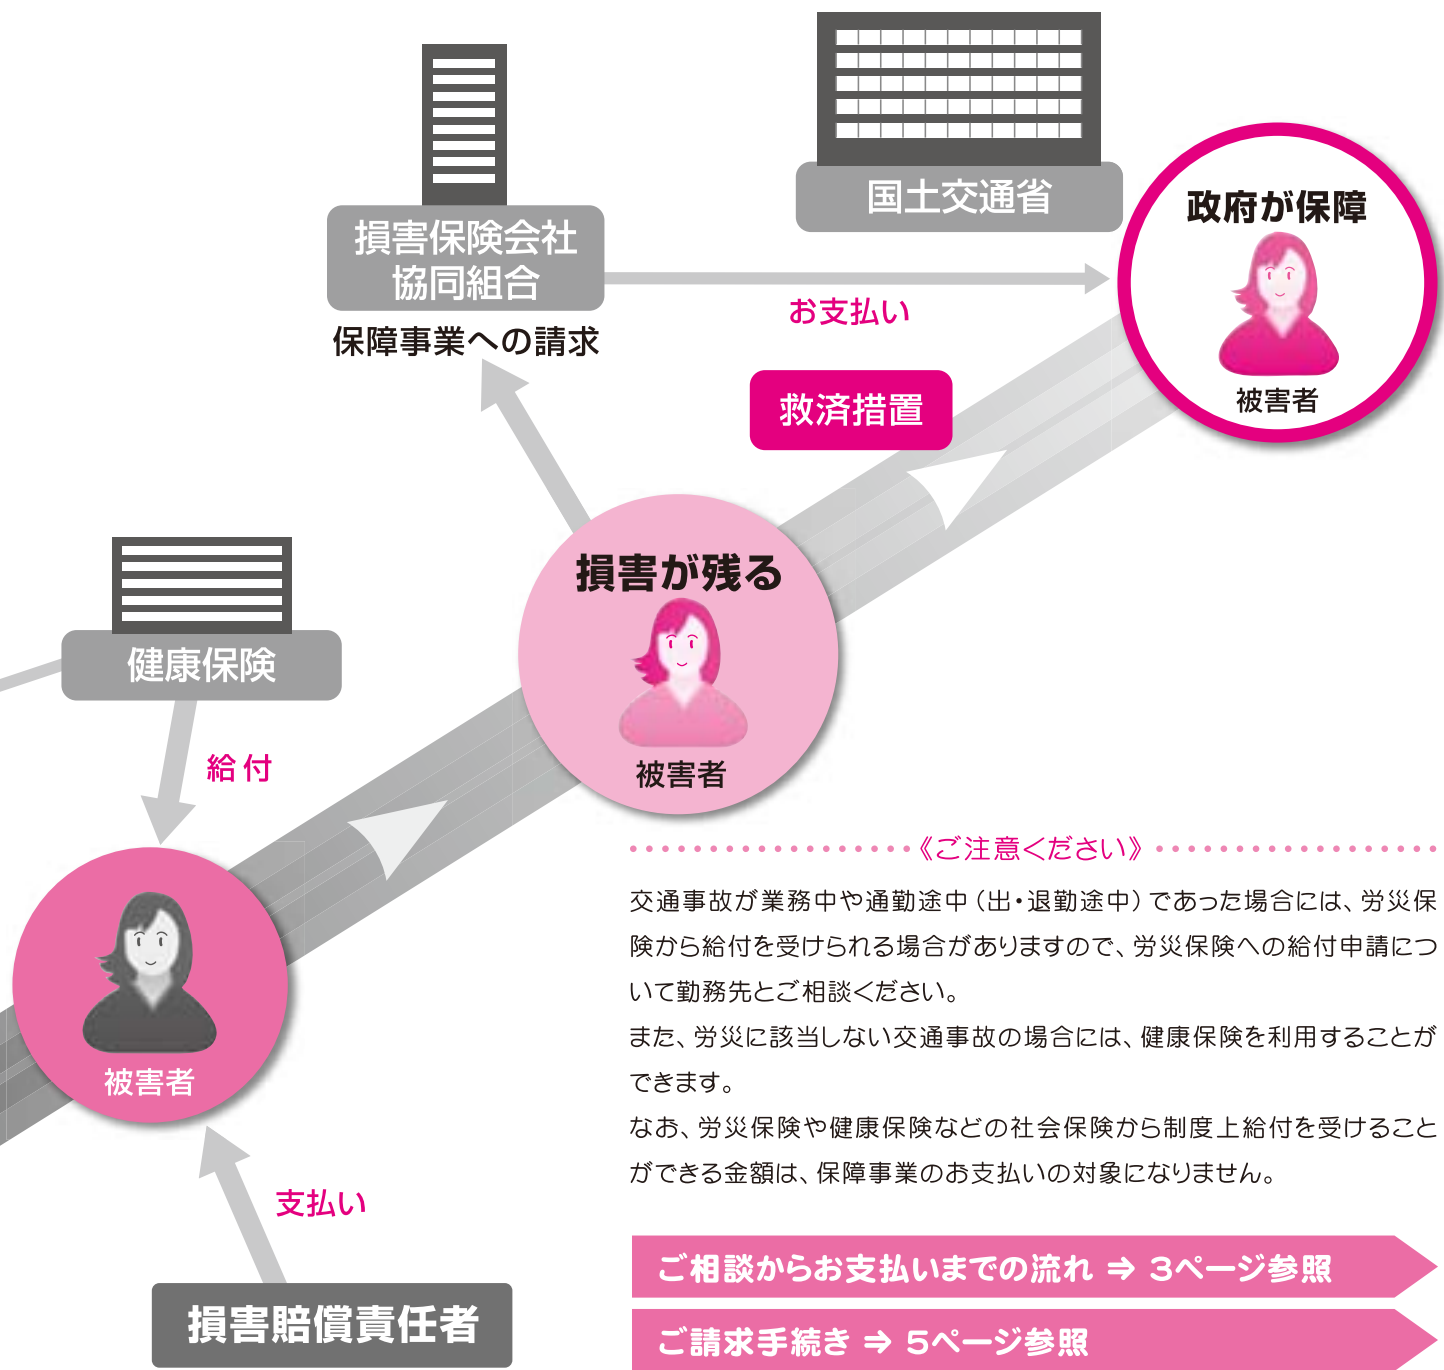 国土交通省
政府が保障
被害者
損害保険会社
協同組合
保障事業への請求
お支払い
救済措置
損害が残る
被害者
健康保険
給付
被害者
支払い
損害賠償責任者
《ご注意ください》
交通事故が業務中や通勤途中(出・退勤途中)であった場合には、労災保
険から給付を受けられる場合がありますので、労災保険への給付申請につ
いて勤務先とご相談ください。
また、労災に該当しない交通事故の場合には、健康保険を利用することが
できます。
なお、労災保険や健康保険などの社会保険から制度上給付を受けること
ができる金額は、保障事業のお支払いの対象になりません。
ご相談からお支払いまでの流れ ⇒ 3ページ参照
ご請求手続き ⇒ 5ページ参照